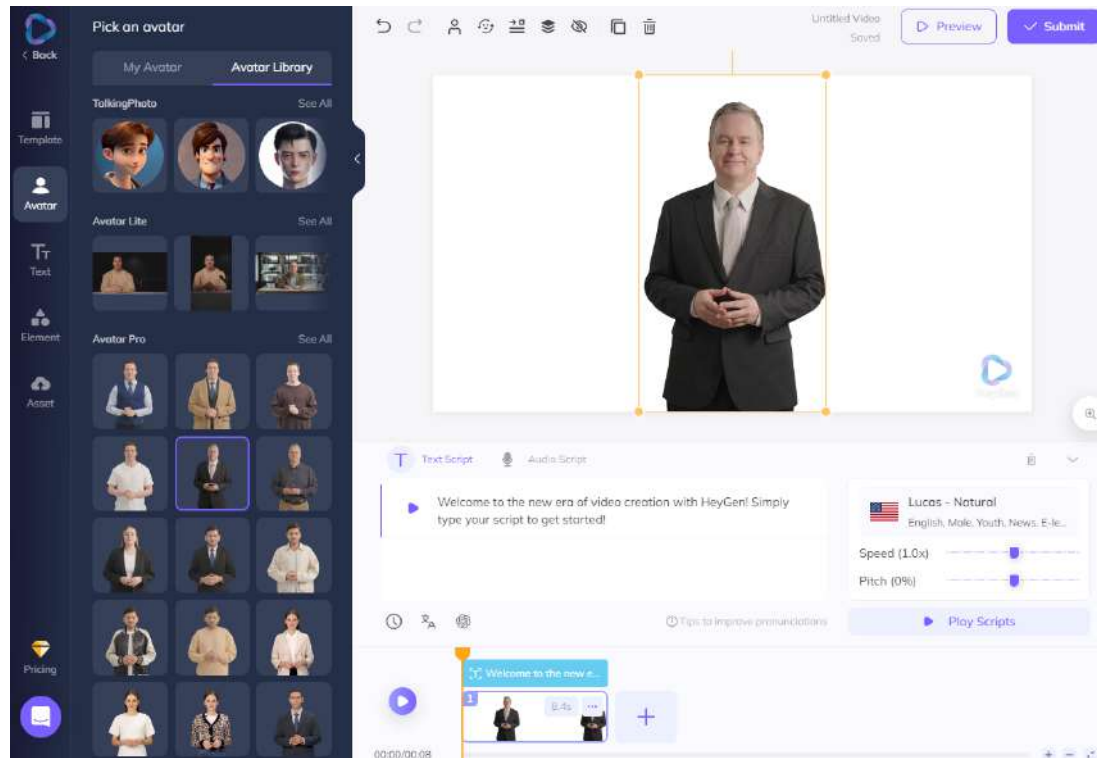 Back
Template
Avatar
Text
Element
Asset
Pricing
Pick an avatar
My Avatar
Avatar Library
TalkingPhoto
See All
Avatar Lite
See All
Avatar Pro
See All
Untitled Video
Saved
Preview
Submit
Text Script
Audio Script
Welcome to the new era of video creation with HeyGen! Simply
type your script to get started!
Lucas - Natural
English, Male, Youth, News, E-le...
Speed (1.0x)
Pitch (0%)
Tips to improve pronunciations
Play Scripts
Welcome to the new e...
1
8.4s
00:00/00:08